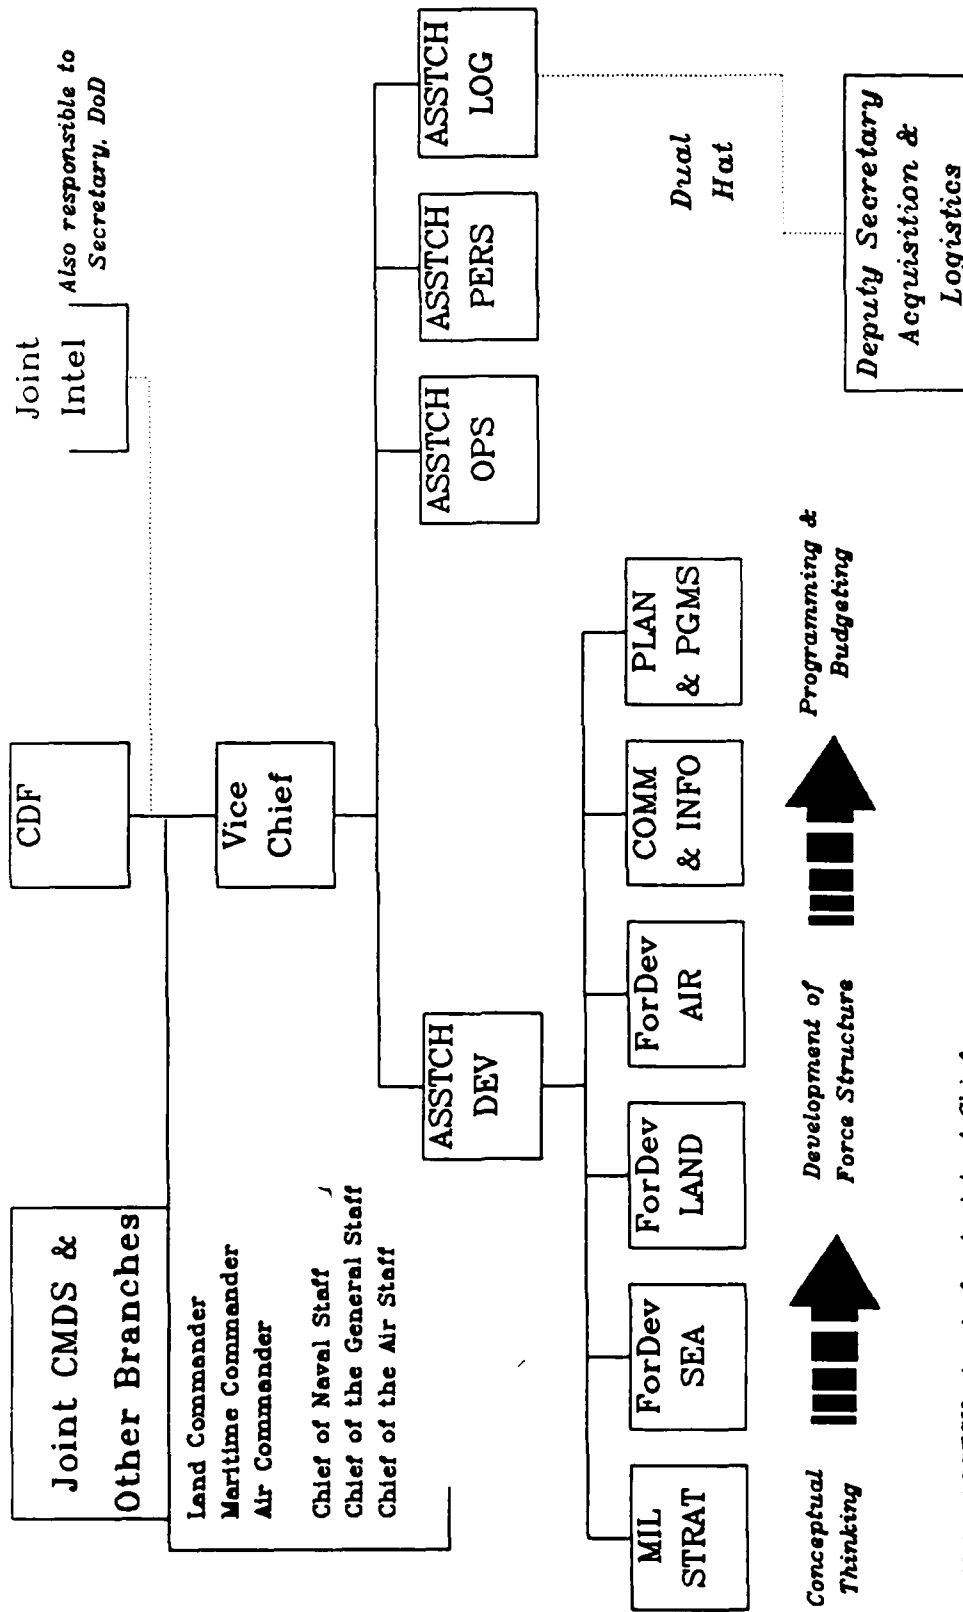 CDF
Joint
Intel
Also responsible to
Secretary, DoD
Joint CMDS &
Other Branches
Land Commander
Maritime Commander
Air Commander
Chief of Naval Staff
Chief of the General Staff
Chief of the Air Staff
Vice
Chief
ASSTCH
DEV
ASSTCH
OPS
ASSTCH
PERS
ASSTCH
LOG
MIL
STRAT
ForDev
SEA
ForDev
LAND
ForDev
AIR
COMM
& INFO
PLAN
& PGMS
Dual
Hat
Conceptual
Thinking
Development of
Force Structure
Programming &
Budgeting
Deputy Secretary
Acquisition &
Logistics